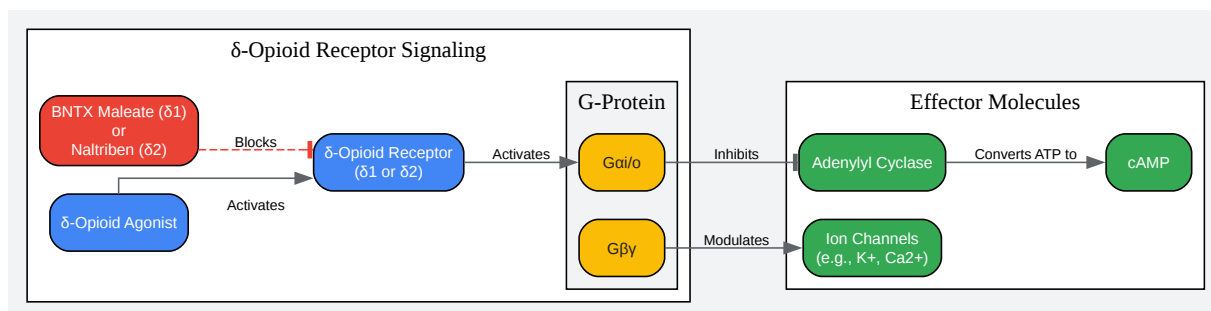 δ-Opioid Receptor Signaling
BNTX Maleate (δ1)
or
Naltriben (δ2)
Blocks
δ-Opioid Agonist
Activates
δ-Opioid Receptor
(δ1 or δ2)
Activates
G-Protein
Gαi/o
Gβγ
Inhibits
Modulates
Effector Molecules
Adenylyl Cyclase
Converts ATP to
cAMP
Ion Channels
(e.g., K+, Ca2+)